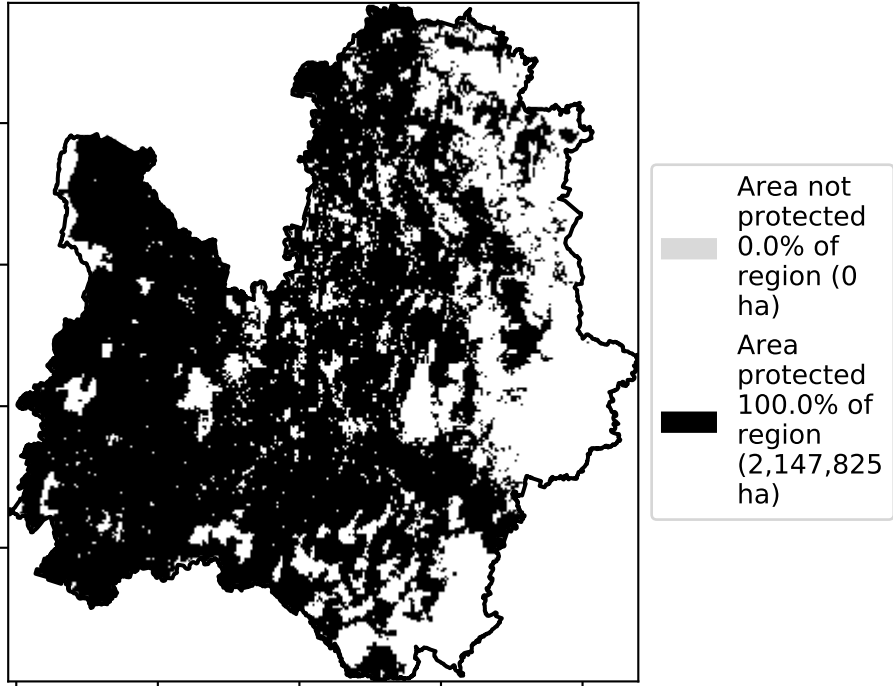 Area not
protected
0.0% of
region (0
ha)
Area
protected
100.0% of
region
(2,147,825
ha)